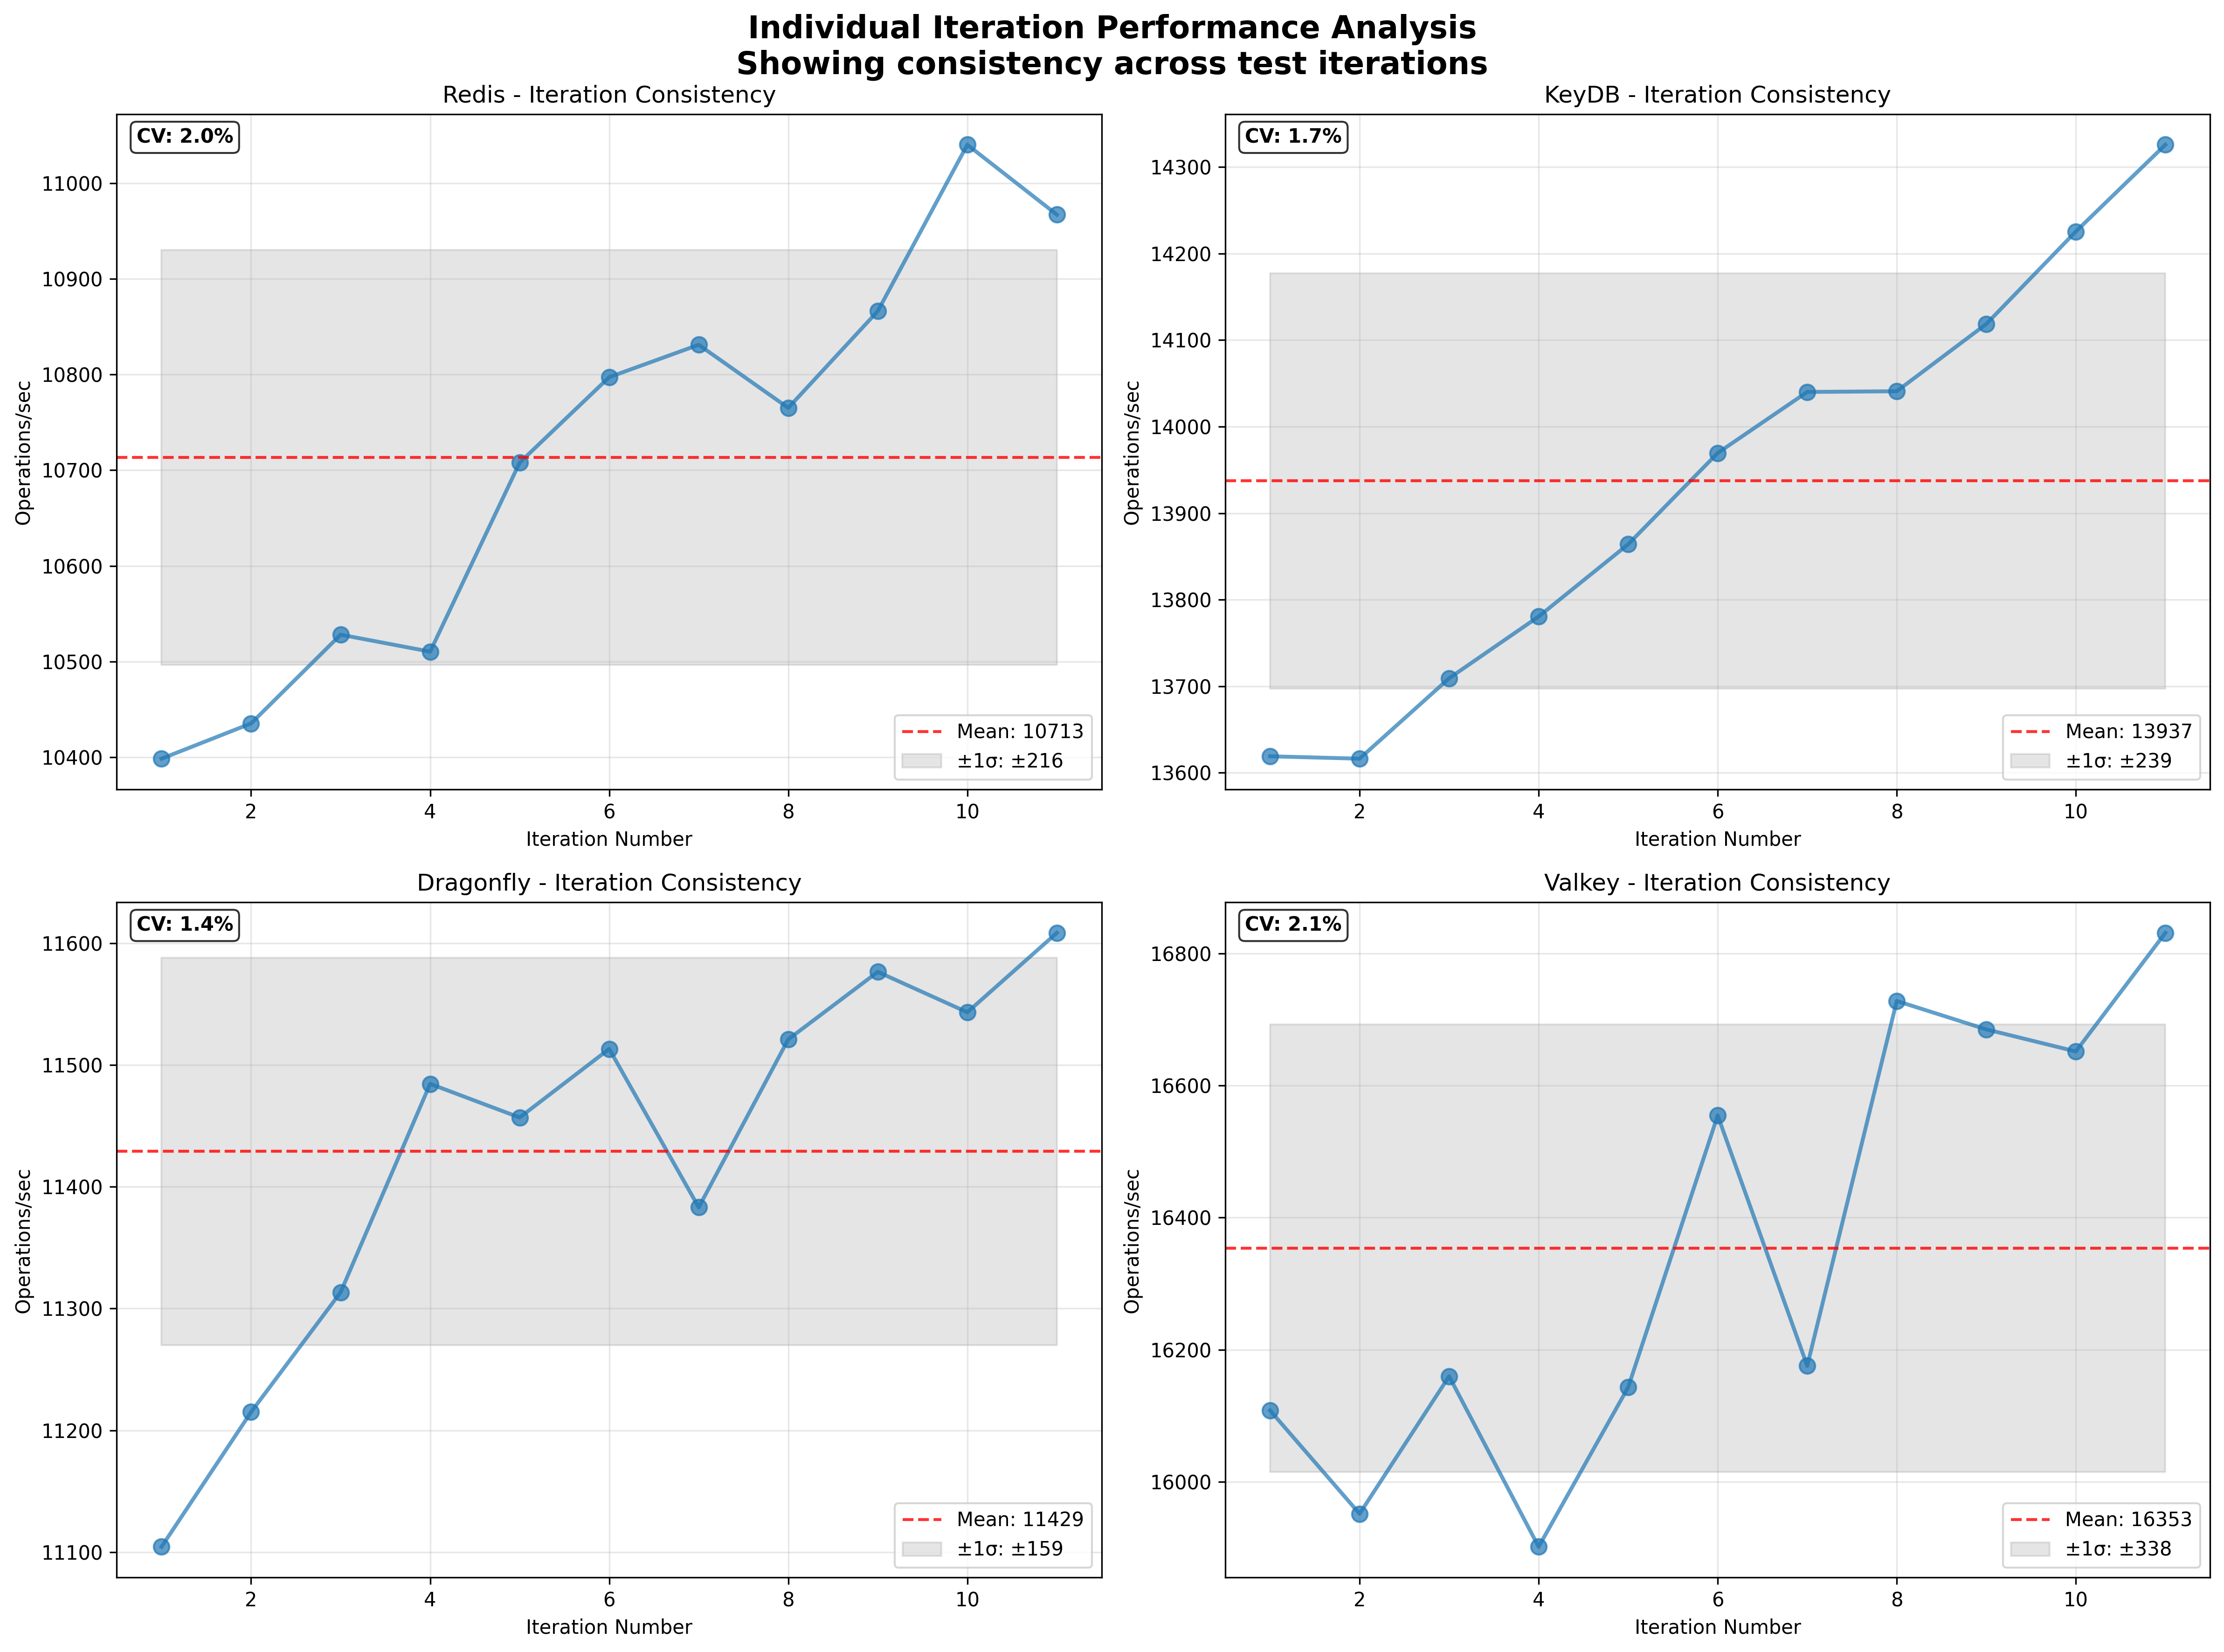 Individual Iteration Performance Analysis
Showing consistency across test iterations
Redis - Iteration Consistency
CV: 2.0%
11000
10900
10800
10700
10600
10500
10400
Operations/sec
2
4
6
8
10
Iteration Number
Mean: 10713
±1σ: ±216
KeyDB - Iteration Consistency
CV: 1.7%
14300
14200
14100
14000
13900
13800
13700
13600
Operations/sec
2
4
6
8
10
Iteration Number
Mean: 13937
±1σ: ±239
Dragonfly - Iteration Consistency
CV: 1.4%
11600
11500
11400
11300
11200
11100
Operations/sec
2
4
6
8
10
Iteration Number
Mean: 11429
±1σ: ±159
Valkey - Iteration Consistency
CV: 2.1%
16800
16600
16400
16200
16000
Operations/sec
2
4
6
8
10
Iteration Number
Mean: 16353
±1σ: ±338